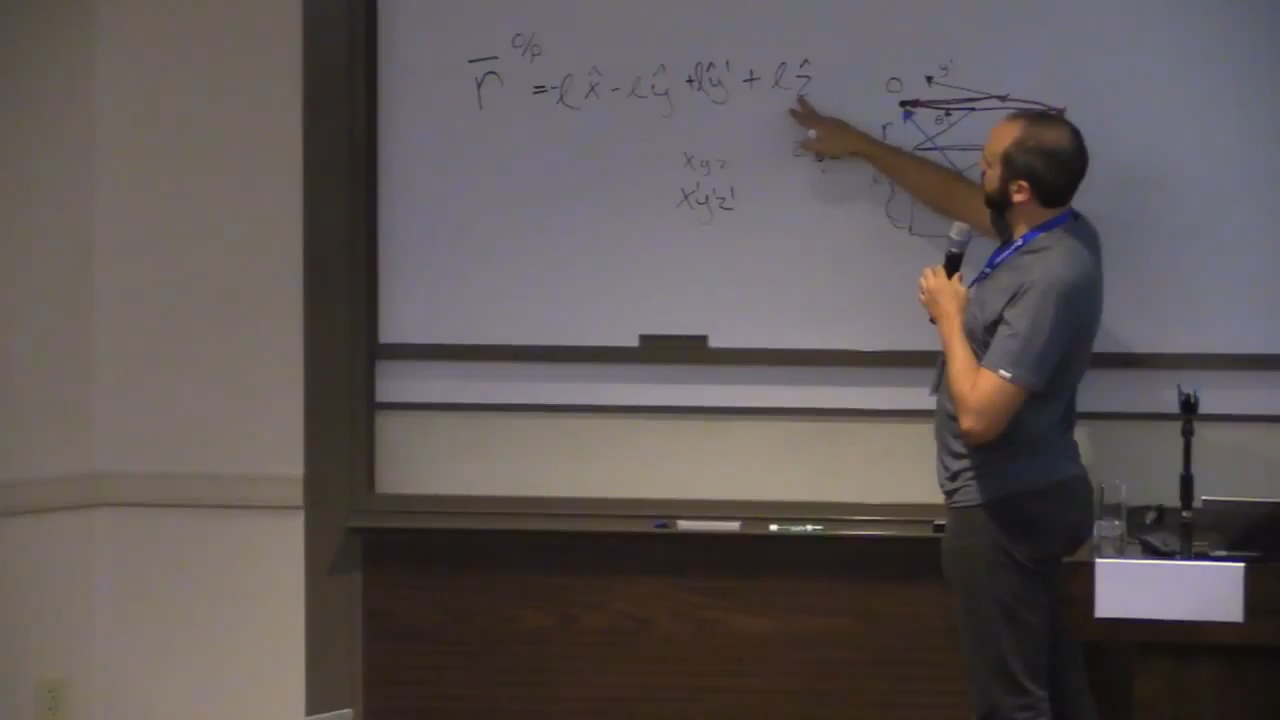 r̄ O/P = -l x̂ - l ŷ + l ŷ' + l ẑ
y'
O
θ
r
xyz
x'y'z'